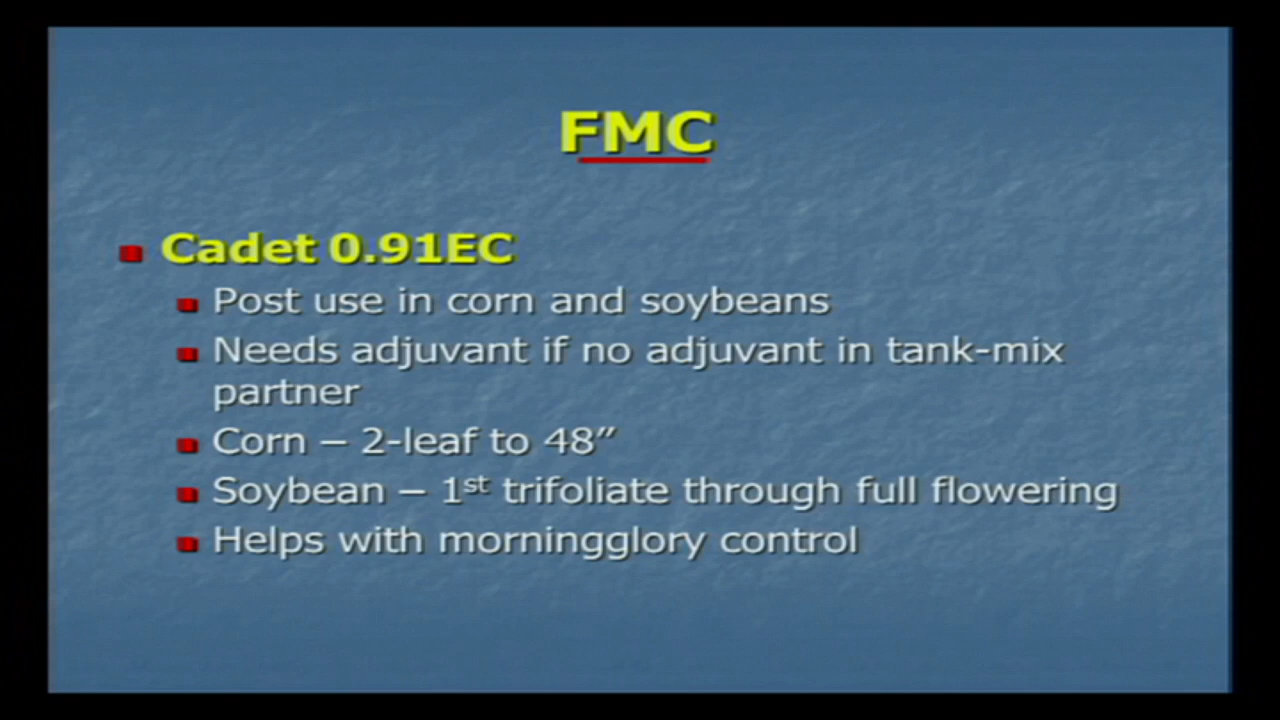 FMC
Cadet 0.91EC
Post use in corn and soybeans
Needs adjuvant if no adjuvant in tank-mix
partner
Corn – 2-leaf to 48”
Soybean – 1st trifoliate through full flowering
Helps with morningglory control